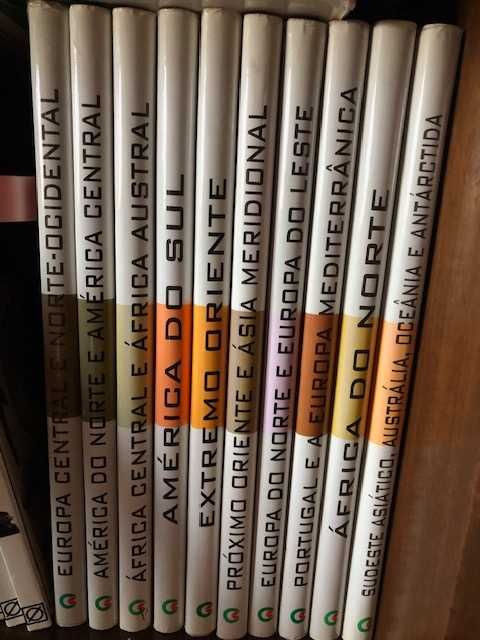 EUROPA CENTRAL E NORTE-OCIDENTAL
AMÉRICA DO NORTE E AMÉRICA CENTRAL
ÁFRICA CENTRAL E ÁFRICA AUSTRAL
AMÉRICA DO SUL
EXTREMO ORIENTE
PRÓXIMO ORIENTE E ÁSIA MERIDIONAL
EUROPA DO NORTE E EUROPA DO LESTE
PORTUGAL E A EUROPA MEDITERRÂNICA
ÁFRICA DO NORTE
SUDESTE ASIÁTICO, AUSTRÁLIA, OCEÂNIA E ANTÁRCTIDA